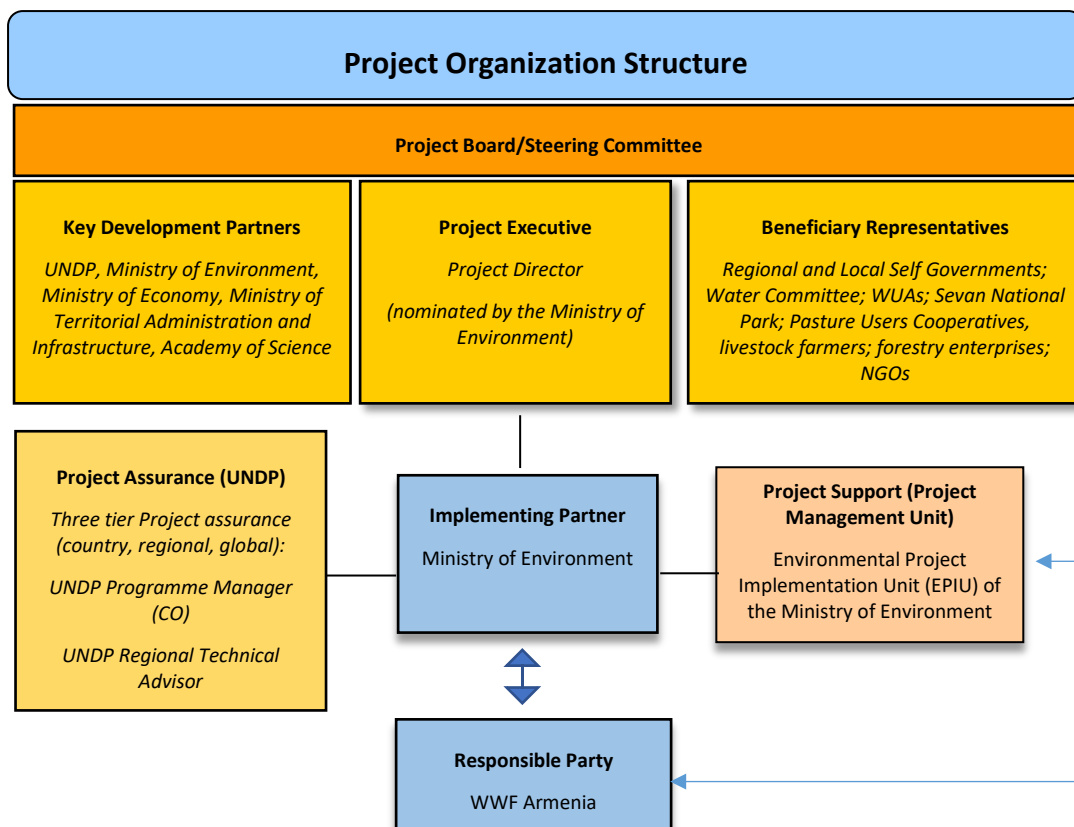 Project Organization Structure
Project Board/Steering Committee
Key Development Partners
UNDP, Ministry of Environment,
Ministry of Economy, Ministry of
Territorial Administration and
Infrastructure, Academy of Science
Project Executive
Project Director
(nominated by the Ministry of
Environment)
Beneficiary Representatives
Regional and Local Self Governments;
Water Committee; WUAs; Sevan National
Park; Pasture Users Cooperatives,
livestock farmers; forestry enterprises;
NGOs
Project Assurance (UNDP)
Three tier Project assurance
(country, regional, global):
UNDP Programme Manager
(CO)
UNDP Regional Technical
Advisor
Implementing Partner
Ministry of Environment
Project Support (Project
Management Unit)
Environmental Project
Implementation Unit (EPIU) of
the Ministry of Environment
Responsible Party
WWF Armenia